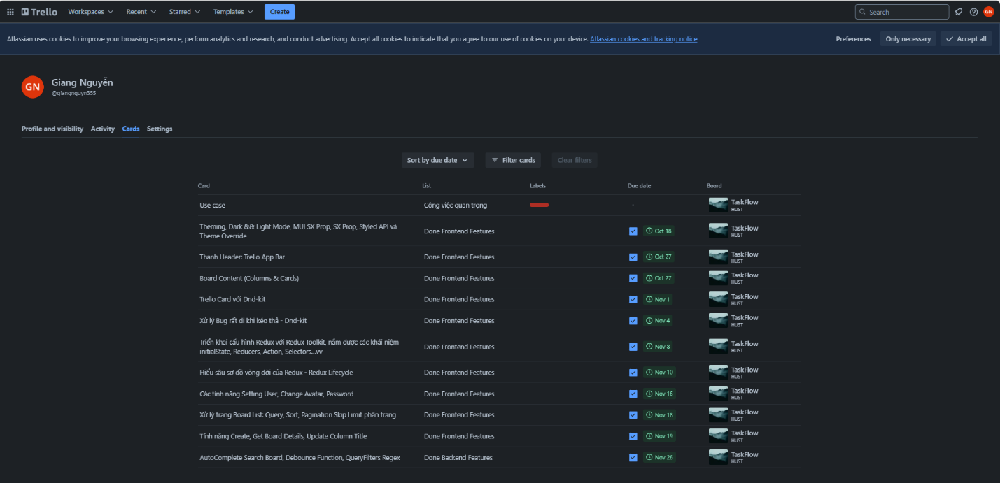 Trello Workspaces Recent Starred Templates Create Search GN
Atlassian uses cookies to improve your browsing experience, perform analytics and research, and conduct advertising. Accept all cookies to indicate that you agree to our use of cookies on your device. Atlassian cookies and tracking notice Preferences Only necessary Accept all
GN
Giang Nguyễn
@giangnguyn355
Profile and visibility Activity Cards Settings
Sort by due date Filter cards Clear filters
Card List Labels Due date Board
Use case Công việc quan trọng TaskFlow
HUST
Theming, Dark && Light Mode, MUI SX Prop, SX Prop, Styled API và
Theme Override
Done Frontend Features Oct 18 TaskFlow
HUST
Thanh Header: Trello App Bar Done Frontend Features Oct 27 TaskFlow
HUST
Board Content (Columns & Cards) Done Frontend Features Oct 27 TaskFlow
HUST
Trello Card với Dnd-kit Done Frontend Features Nov 1 TaskFlow
HUST
Xử lý Bug rất dị khi kéo thả - Dnd-kit Done Frontend Features Nov 4 TaskFlow
HUST
Triển khai cấu hình Redux với Redux Toolkit, nắm được các khái niệm
initialState, Reducers, Action, Selectors...vv
Done Frontend Features Nov 8 TaskFlow
HUST
Hiểu sâu sơ đồ vòng đời của Redux - Redux Lifecycle Done Frontend Features Nov 10 TaskFlow
HUST
Các tính năng Setting User, Change Avatar, Password Done Frontend Features Nov 16 TaskFlow
HUST
Xử lý trang Board List: Query, Sort, Pagination Skip Limit phân trang Done Frontend Features Nov 18 TaskFlow
HUST
Tính năng Create, Get Board Details, Update Column Title Done Frontend Features Nov 19 TaskFlow
HUST
AutoComplete Search Board, Debounce Function, QueryFilters Regex Done Backend Features Nov 26 TaskFlow
HUST